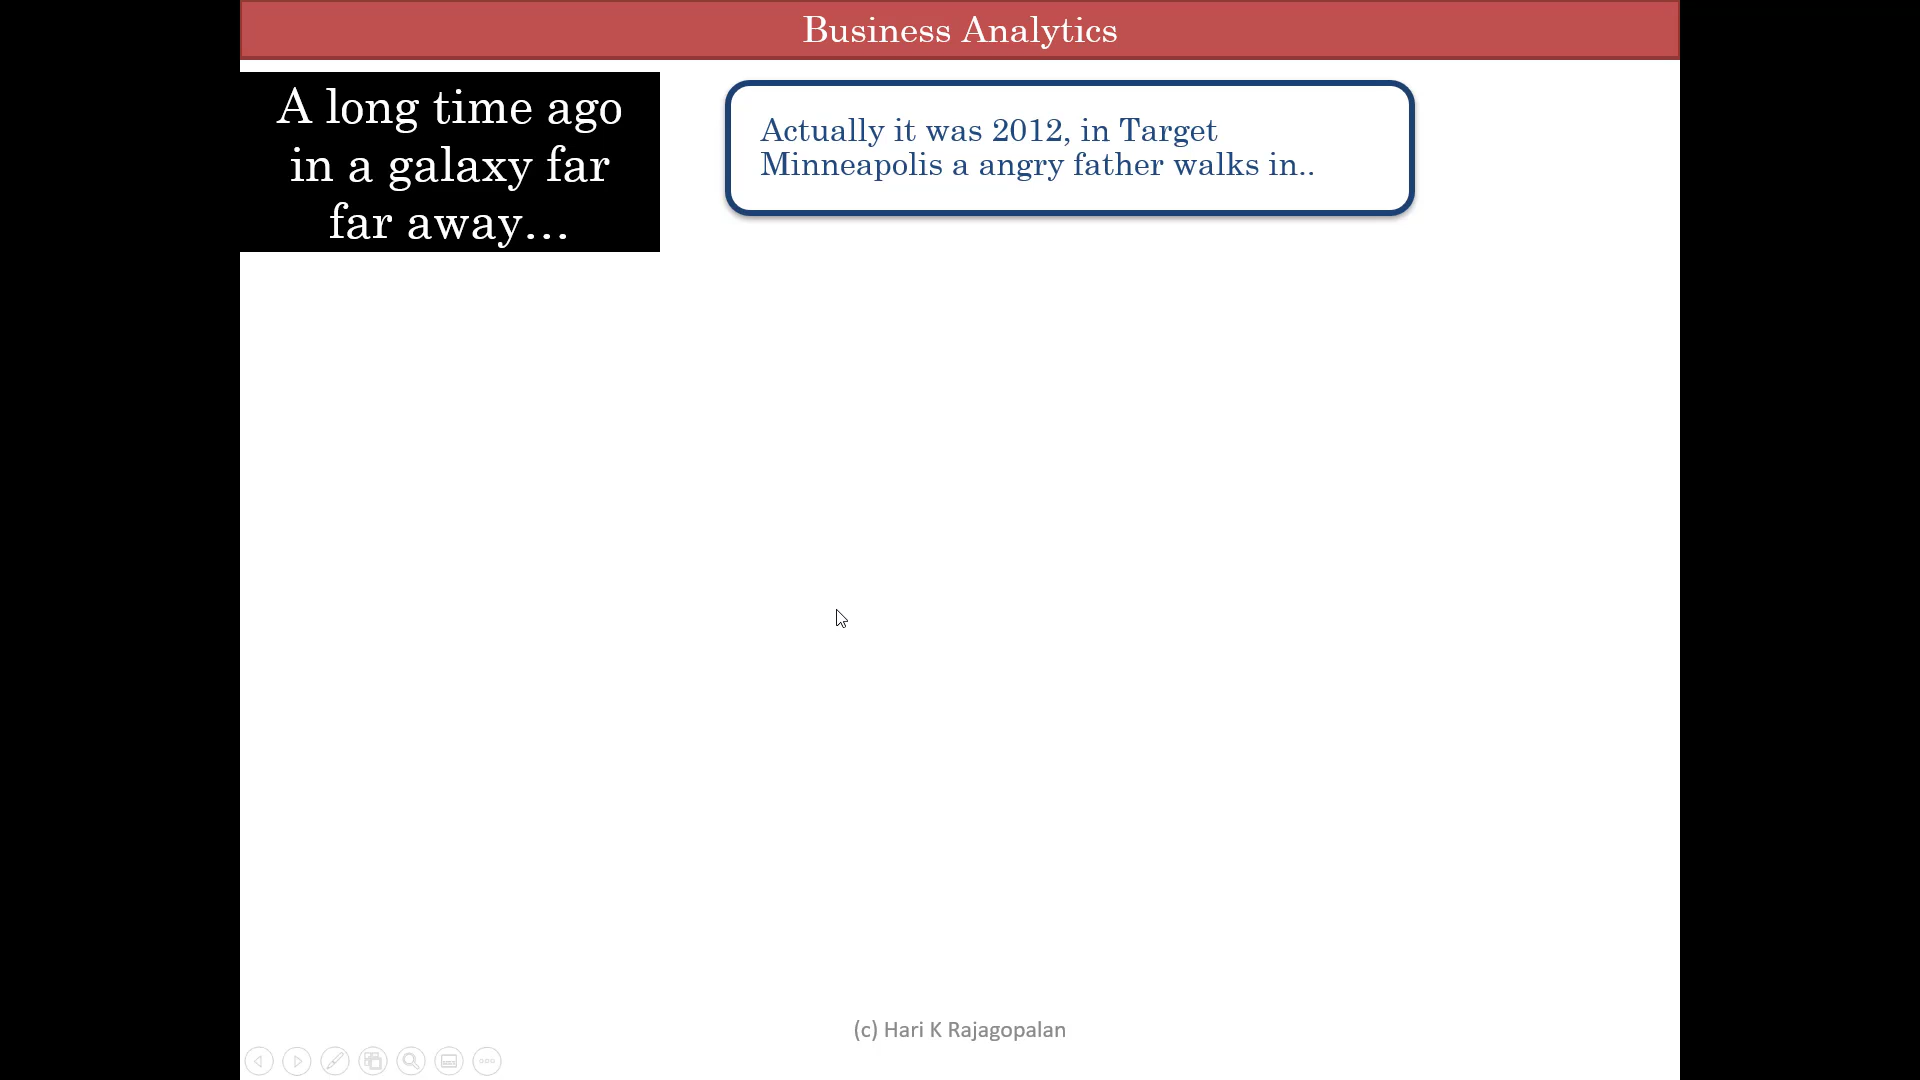 Business Analytics
A long time ago
in a galaxy far
far away...
Actually it was 2012, in Target
Minneapolis a angry father walks in..
(c) Hari K Rajagopalan